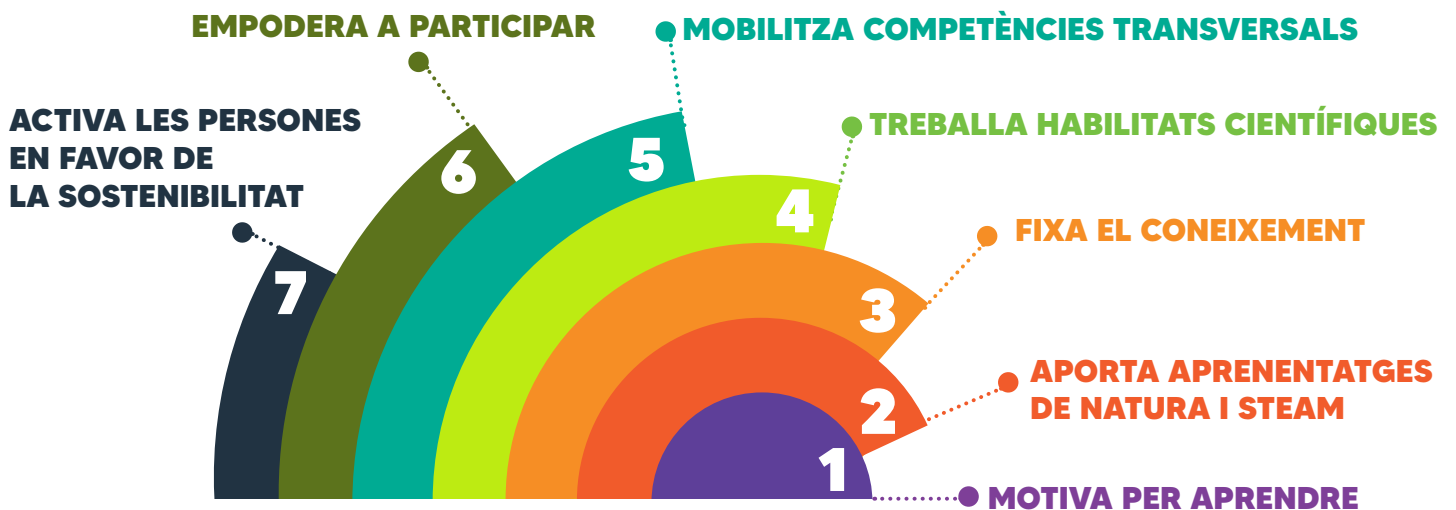 EMPODERA A PARTICIPAR
MOBILITZA COMPETÈNCIES TRANSVERSALS
ACTIVA LES PERSONES
EN FAVOR DE
LA SOSTENIBILITAT
TREBALLA HABILITATS CIENTÍFIQUES
FIXA EL CONEIXEMENT
APORTA APRENENTATGES
DE NATURA I STEAM
MOTIVA PER APRENDRE
7
6
5
4
3
2
1